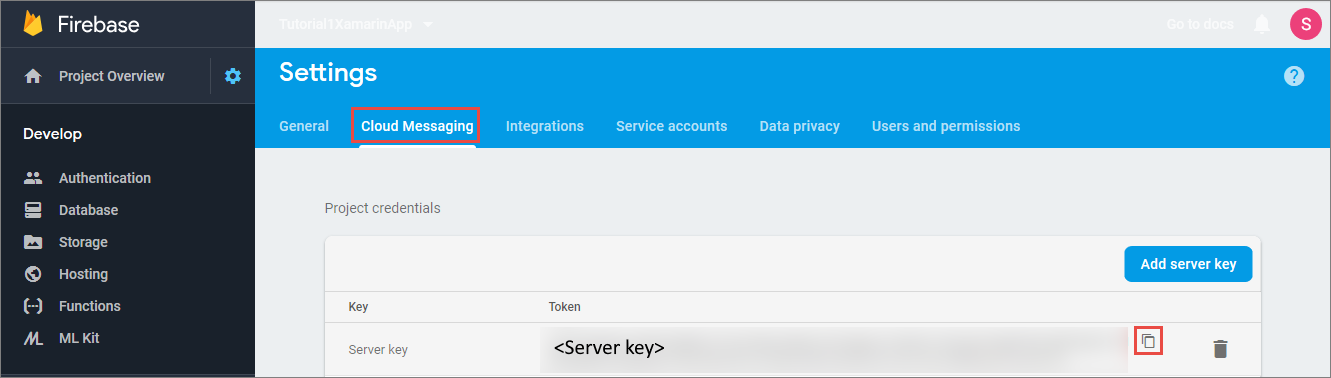 Firebase
Tutorial1XamarinApp
Go to docs
S
Project Overview
Settings
?
General Cloud Messaging Integrations Service accounts Data privacy Users and permissions
Develop
Authentication
Database
Storage
Hosting
Functions
ML Kit
Project credentials
Add server key
Key Token
Server key <Server key>